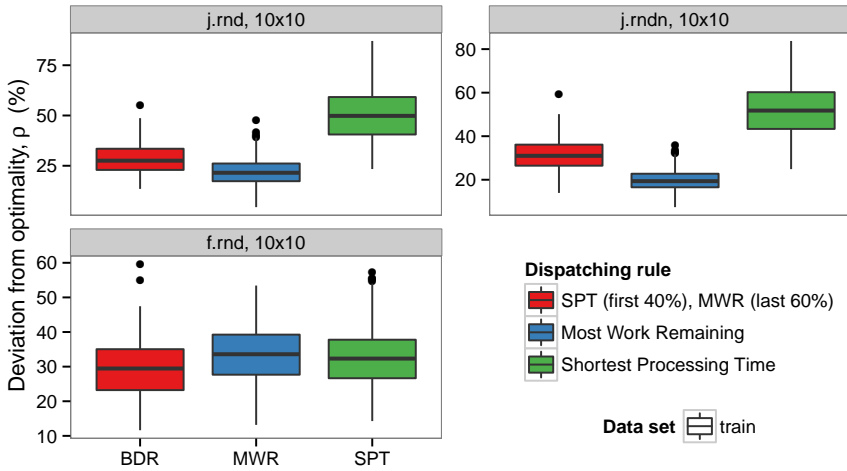 j.rnd, 10x10
j.rndn, 10x10
Deviation from optimality, ρ (%)
75
50
25
80
60
40
20
f.rnd, 10x10
60
50
40
30
20
10
BDR
MWR
SPT
Dispatching rule
SPT (first 40%), MWR (last 60%)
Most Work Remaining
Shortest Processing Time
Data set train